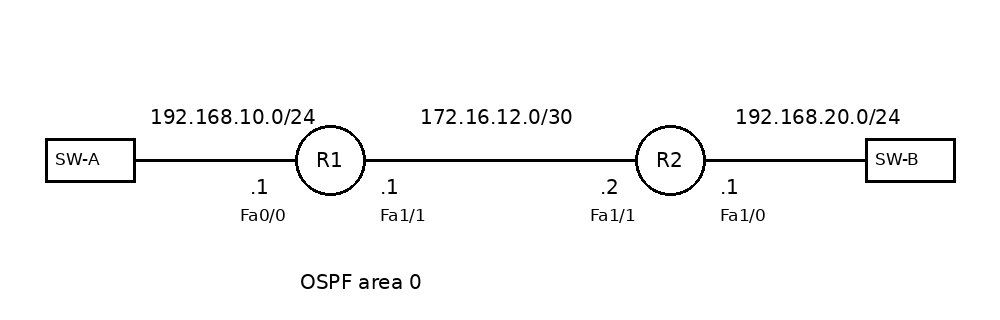 192.168.10.0/24
172.16.12.0/30
192.168.20.0/24
SW-A
R1
R2
SW-B
.1
.1
.2
.1
Fa0/0
Fa1/1
Fa1/1
Fa1/0
OSPF area 0